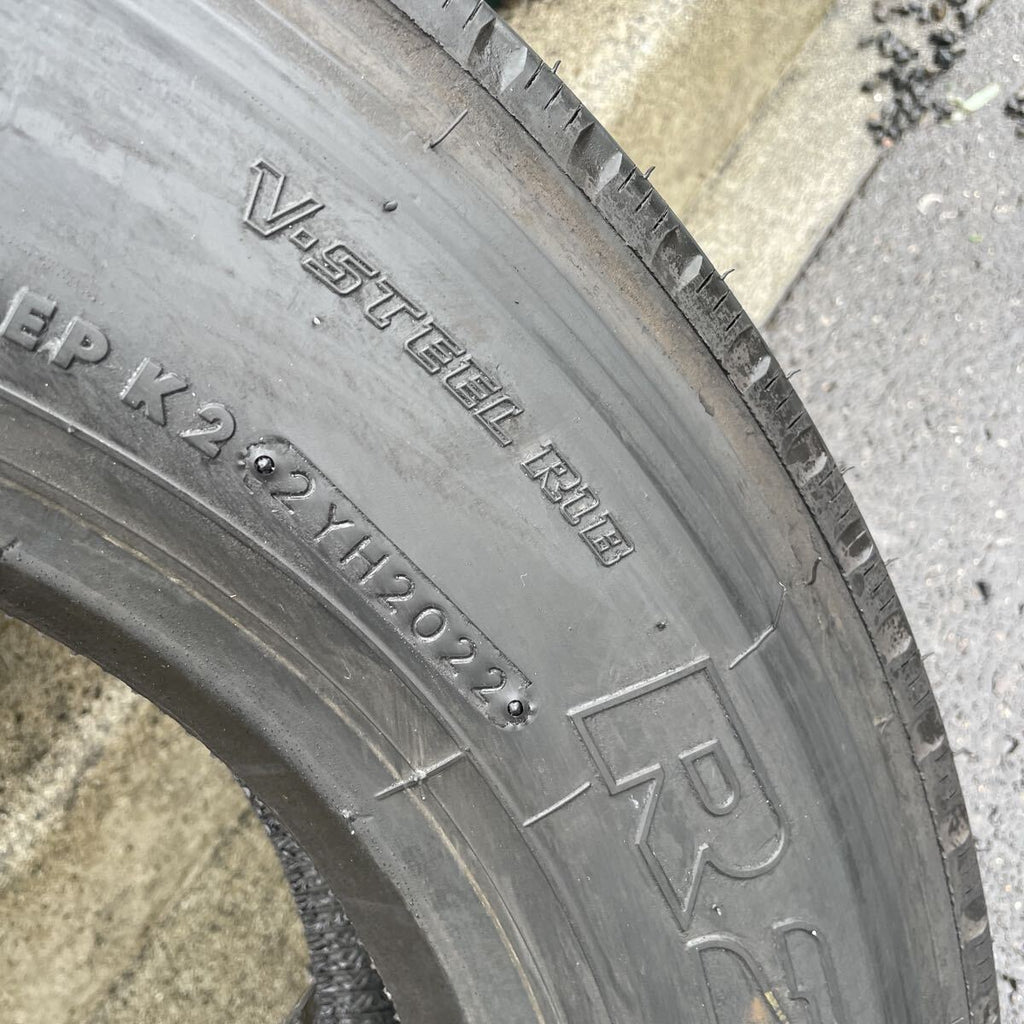 V·STEEL RIB
EP K2
2YH2022
R